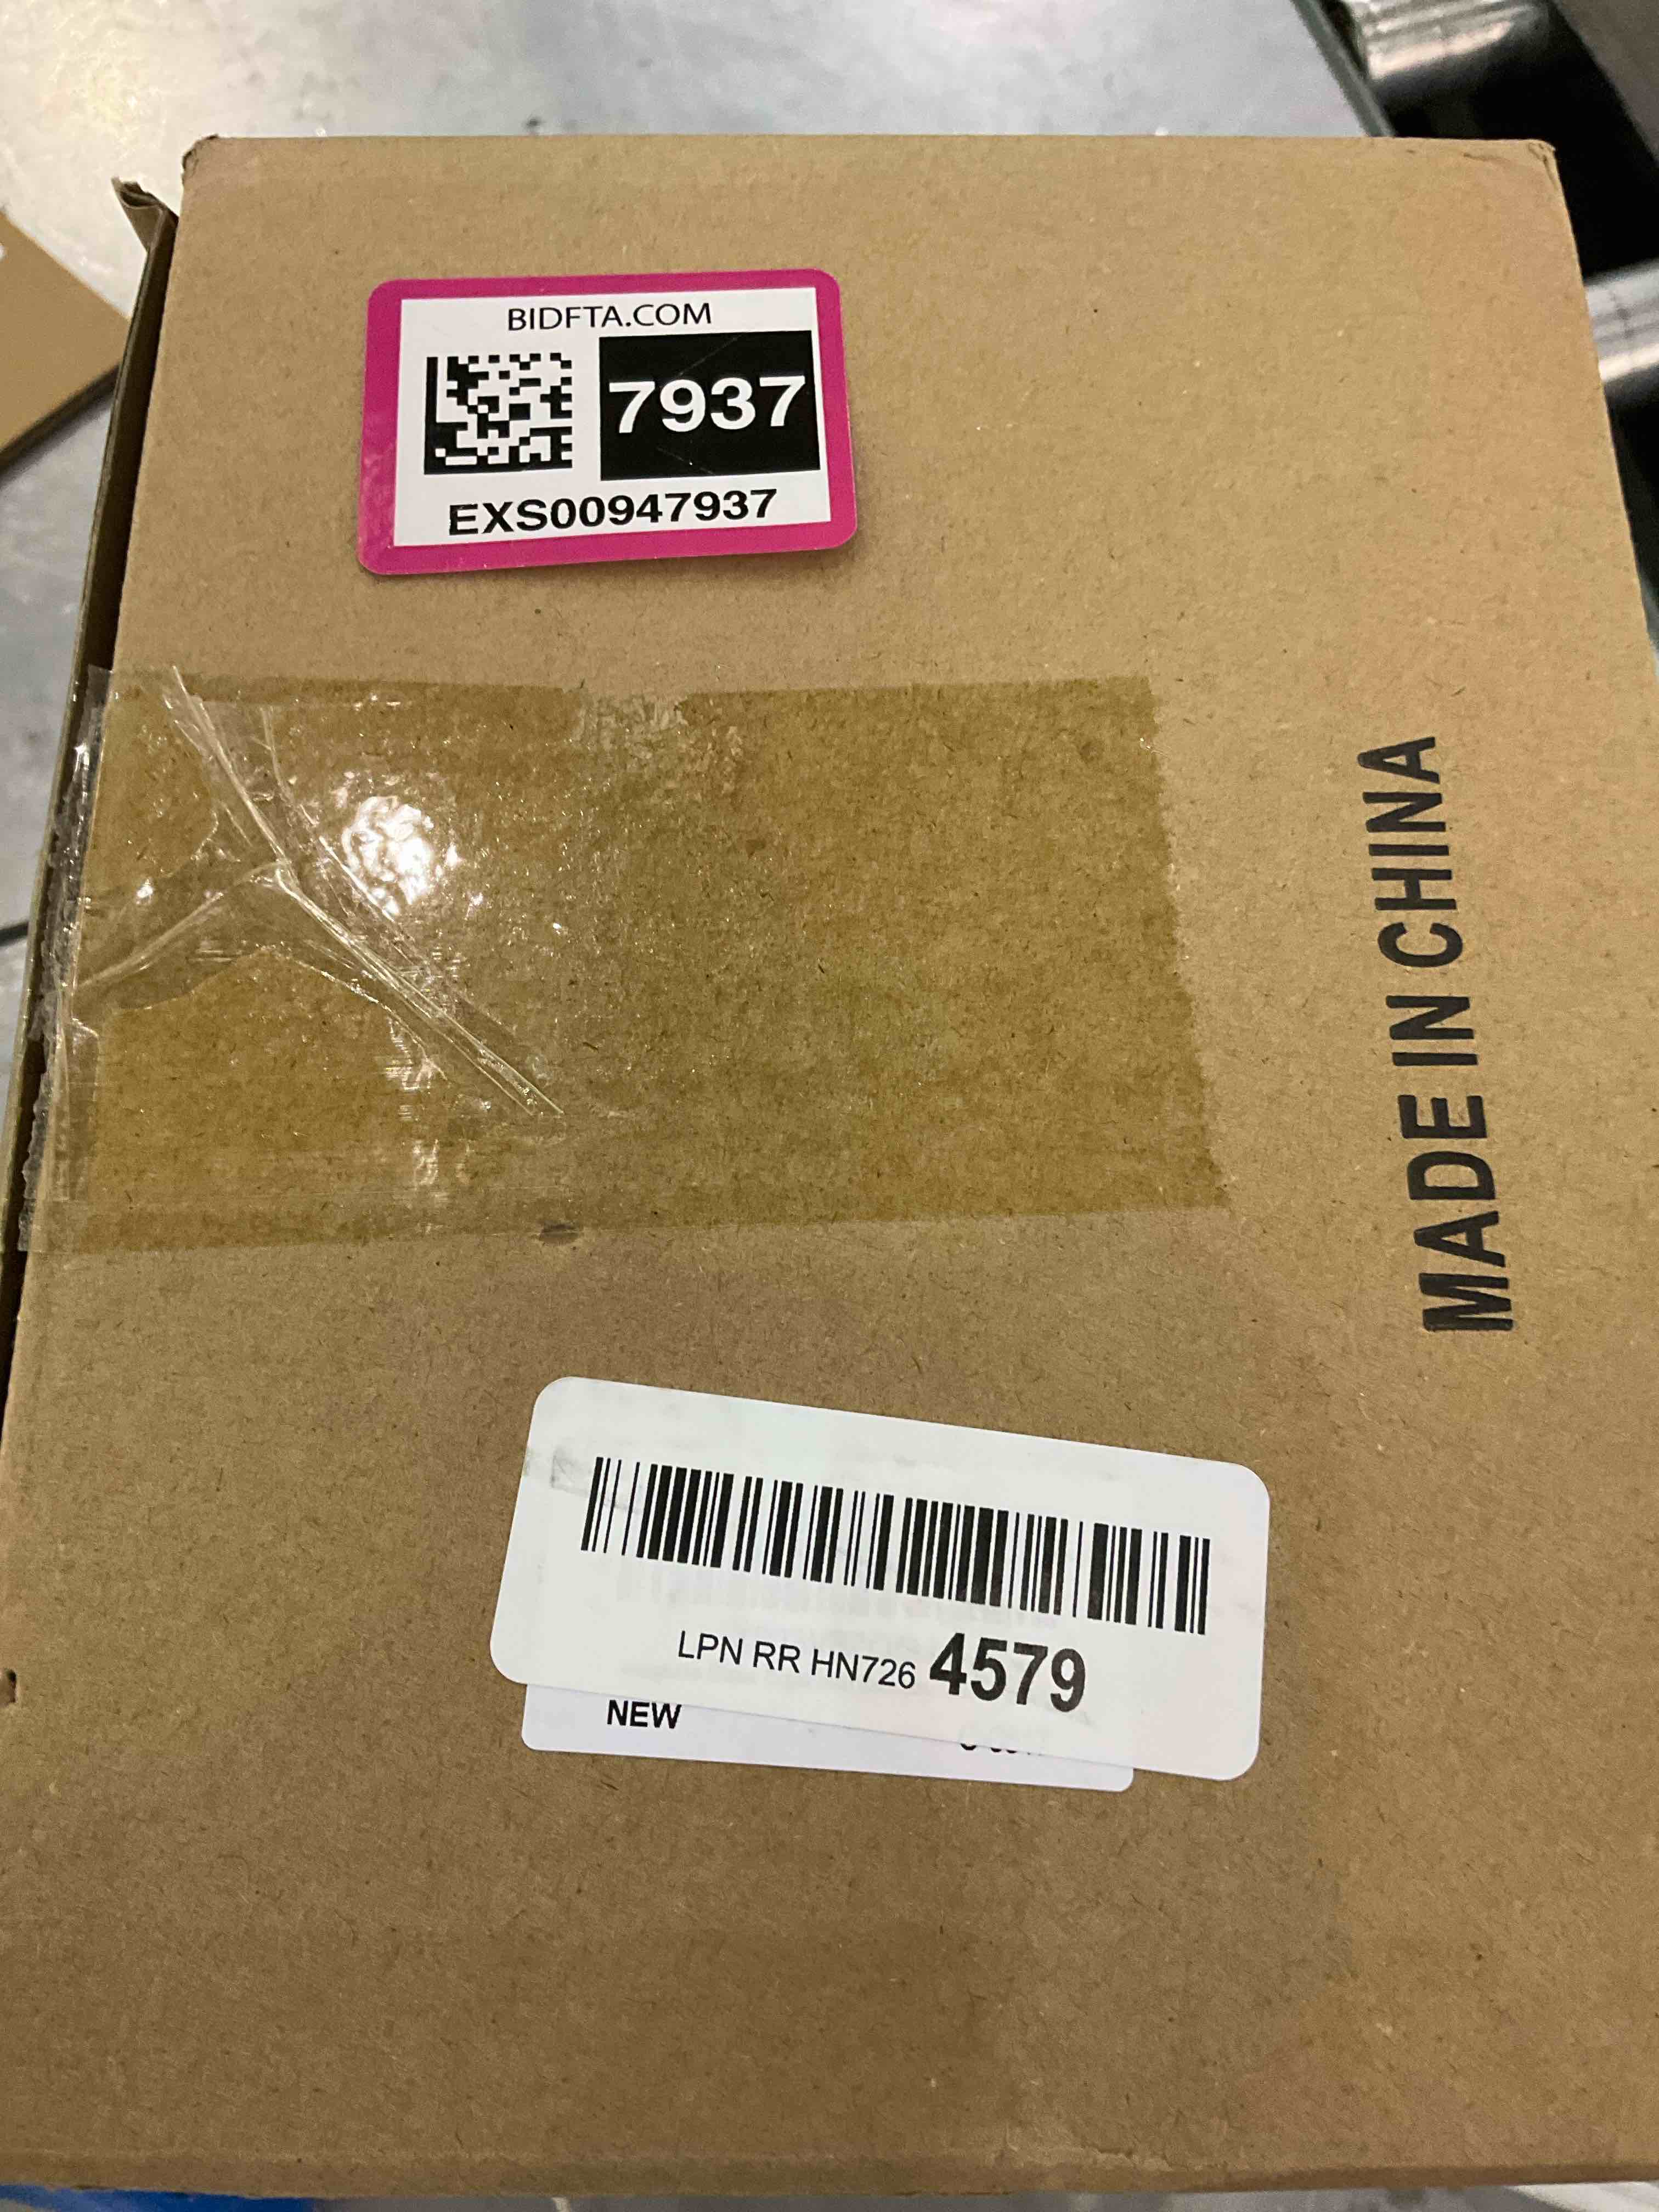 BIDFTA.COM
7937
EXS00947937
MADE IN CHINA
LPN RR HN726 4579
NEW